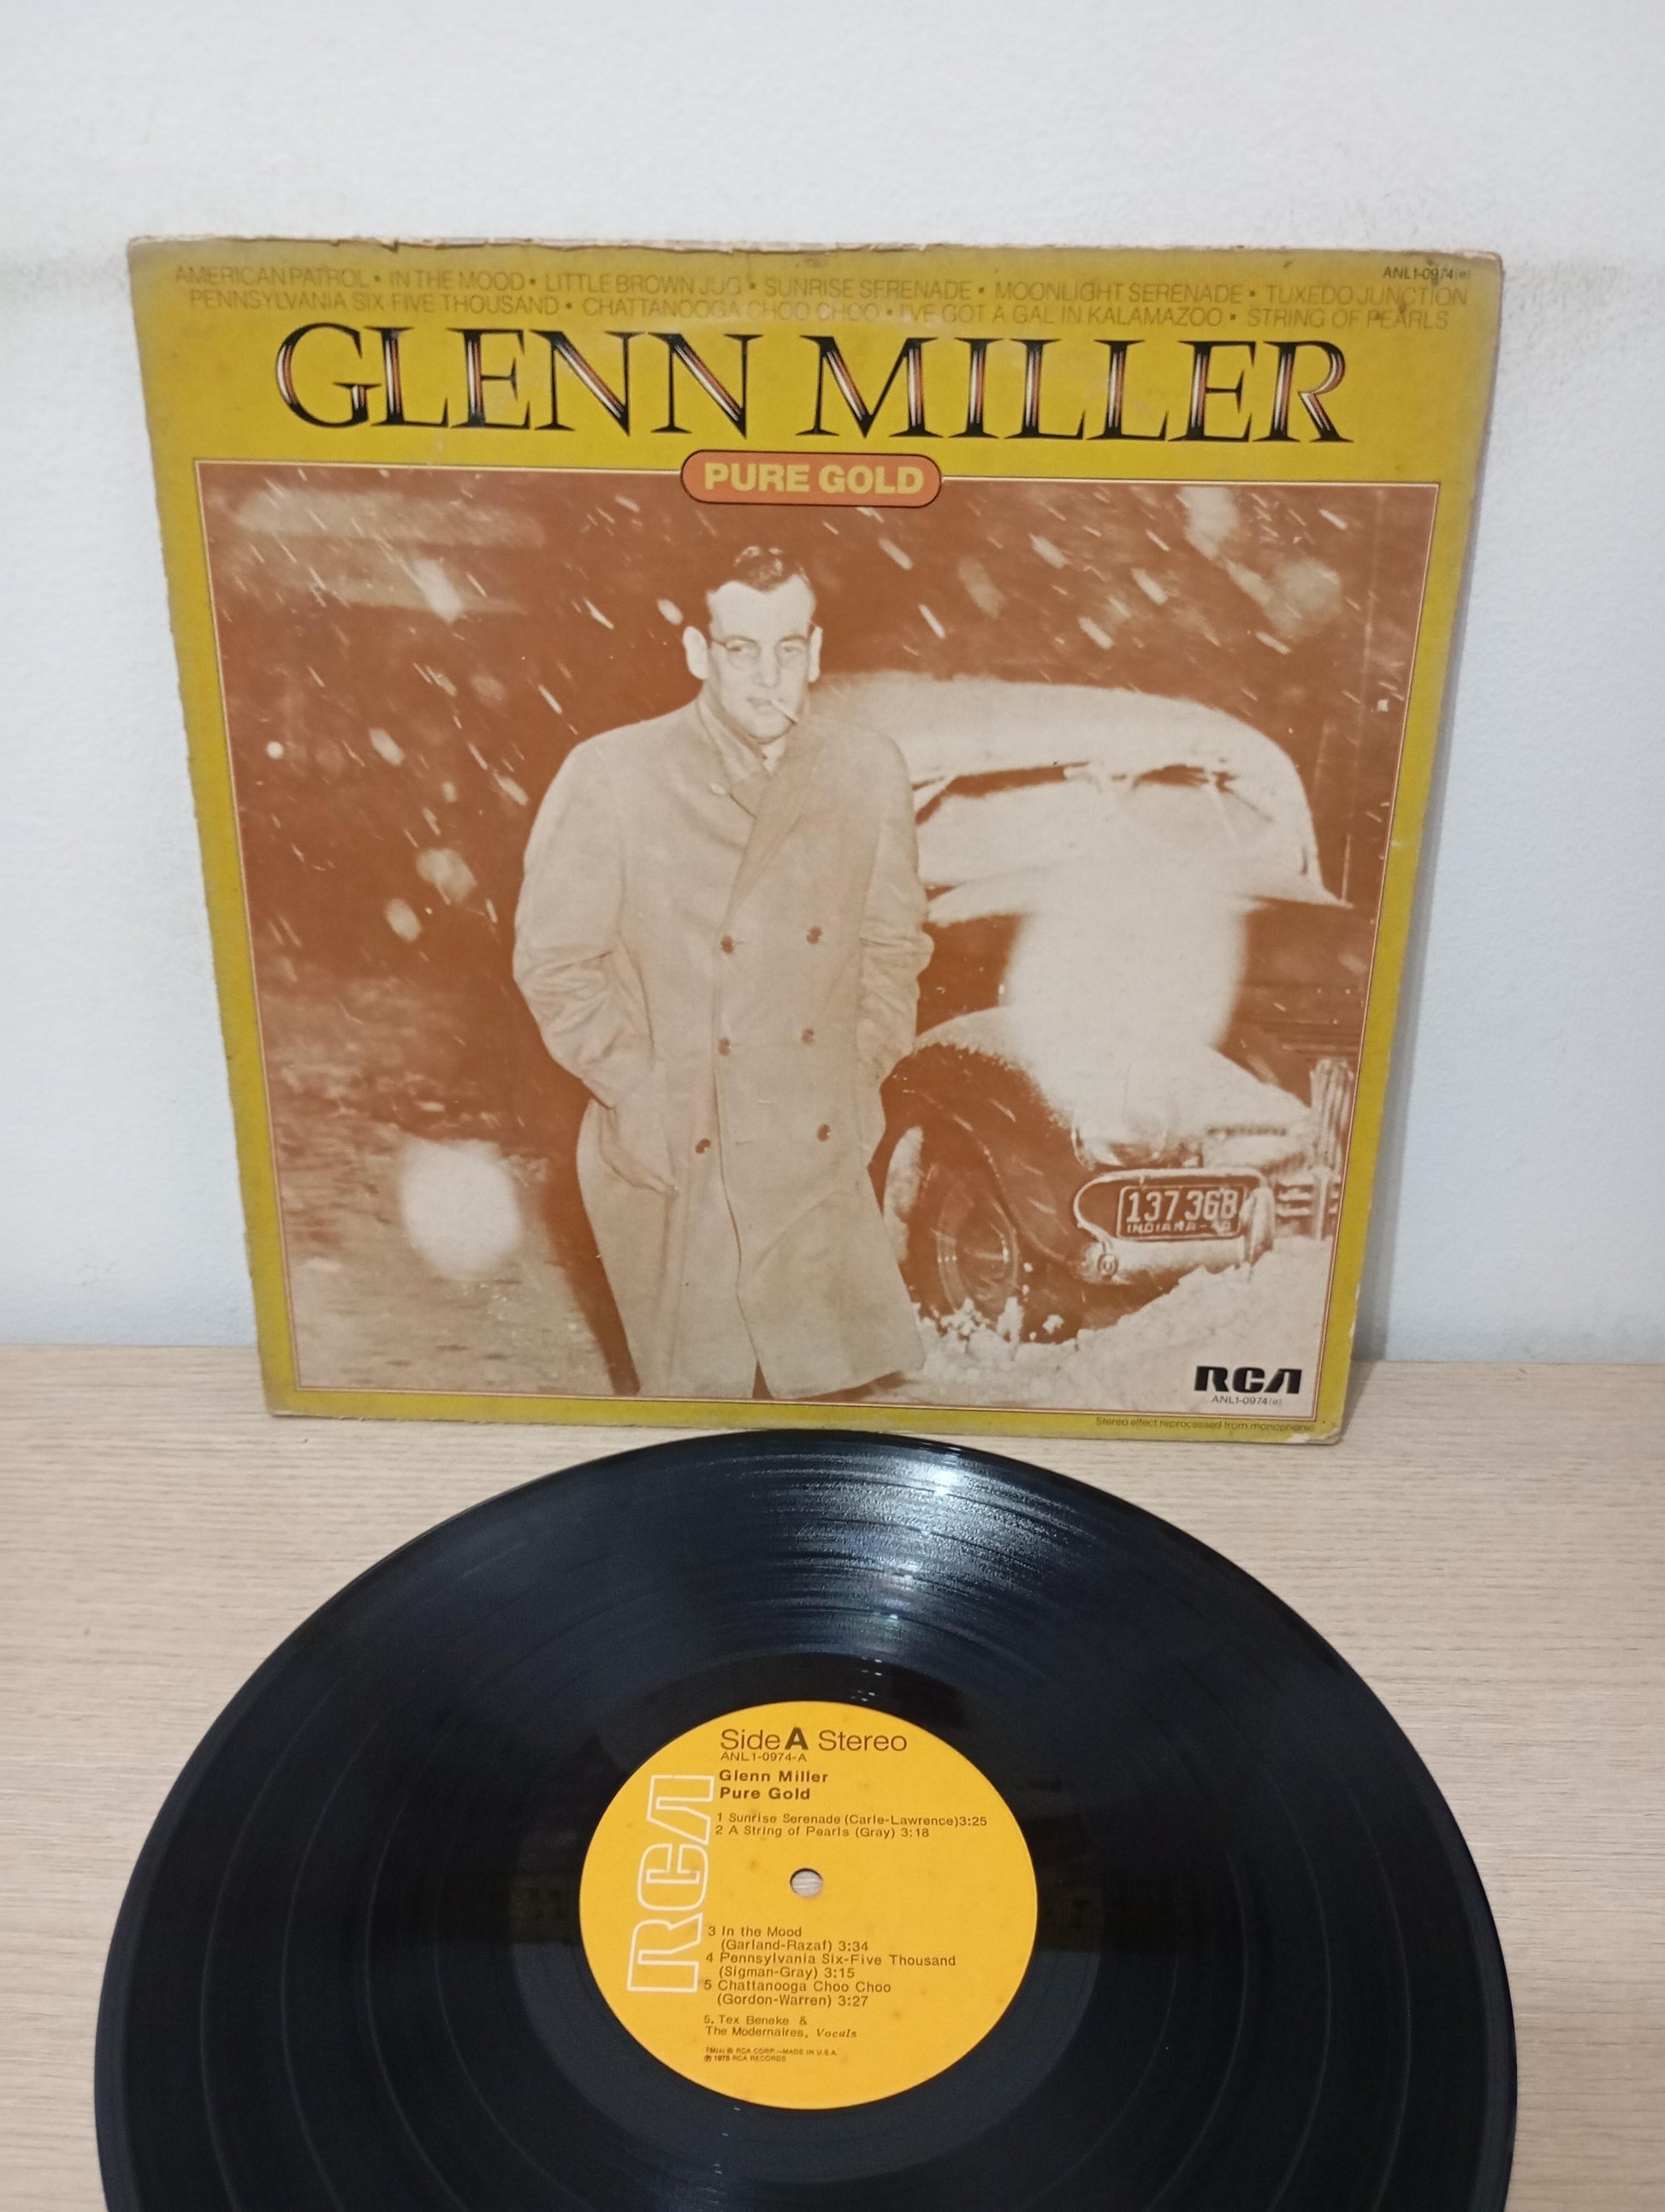 ANL1-0974(e)
AMERICAN PATROL • IN THE MOOD • LITTLE BROWN JUG • SUNRISE SERENADE • MOONLIGHT SERENADE • TUXEDO JUNCTION
PENNSYLVANIA SIX-FIVE THOUSAND • CHATTANOOGA CHOO CHOO • I'VE GOT A GAL IN KALAMAZOO • STRING OF PEARLS
GLENN MILLER
PURE GOLD
137 368
INDIANA-40
RCA
ANL1-0974(e)
Stereo effect reprocessed from monophonic
Side A Stereo
ANL1-0974-A
Glenn Miller
Pure Gold
1 Sunrise Serenade (Carle-Lawrence)3:25
2 A String of Pearls (Gray) 3:18
RCA
3 In the Mood
(Garland-Razaf) 3:34
4 Pennsylvania Six-Five Thousand
(Sigman-Gray) 3:15
5 Chattanooga Choo Choo
(Gordon-Warren) 3:27
5. Tex Beneke &
The Modernaires, Vocals
TM(s) ® RCA CORP.—MADE IN U.S.A.
℗ 1975 RCA RECORDS